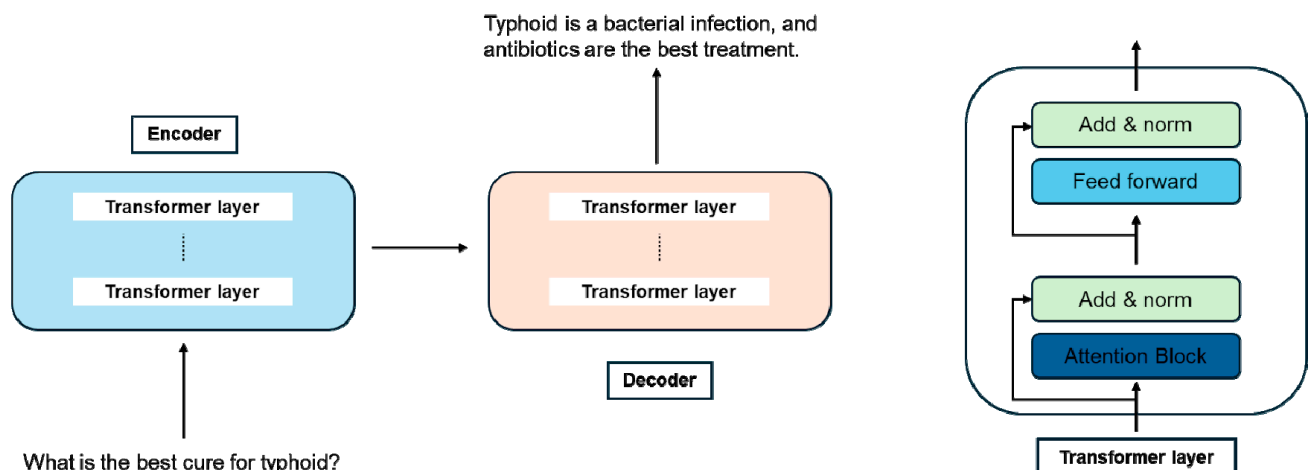 Typhoid is a bacterial infection, and
antibiotics are the best treatment.
Encoder
Transformer layer
Transformer layer
What is the best cure for typhoid?
Transformer layer
Transformer layer
Decoder
Add & norm
Feed forward
Add & norm
Attention Block
Transformer layer